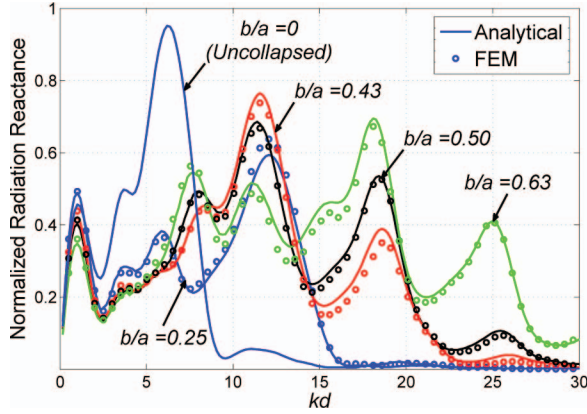 1
0.8
0.6
0.4
0.2
0
5
10
15
20
25
30
Normalized Radiation Reactance
kd
b/a=0
(Uncollapsed)
b/a=0.43
b/a=0.50
b/a=0.63
b/a=0.25
Analytical
FEM